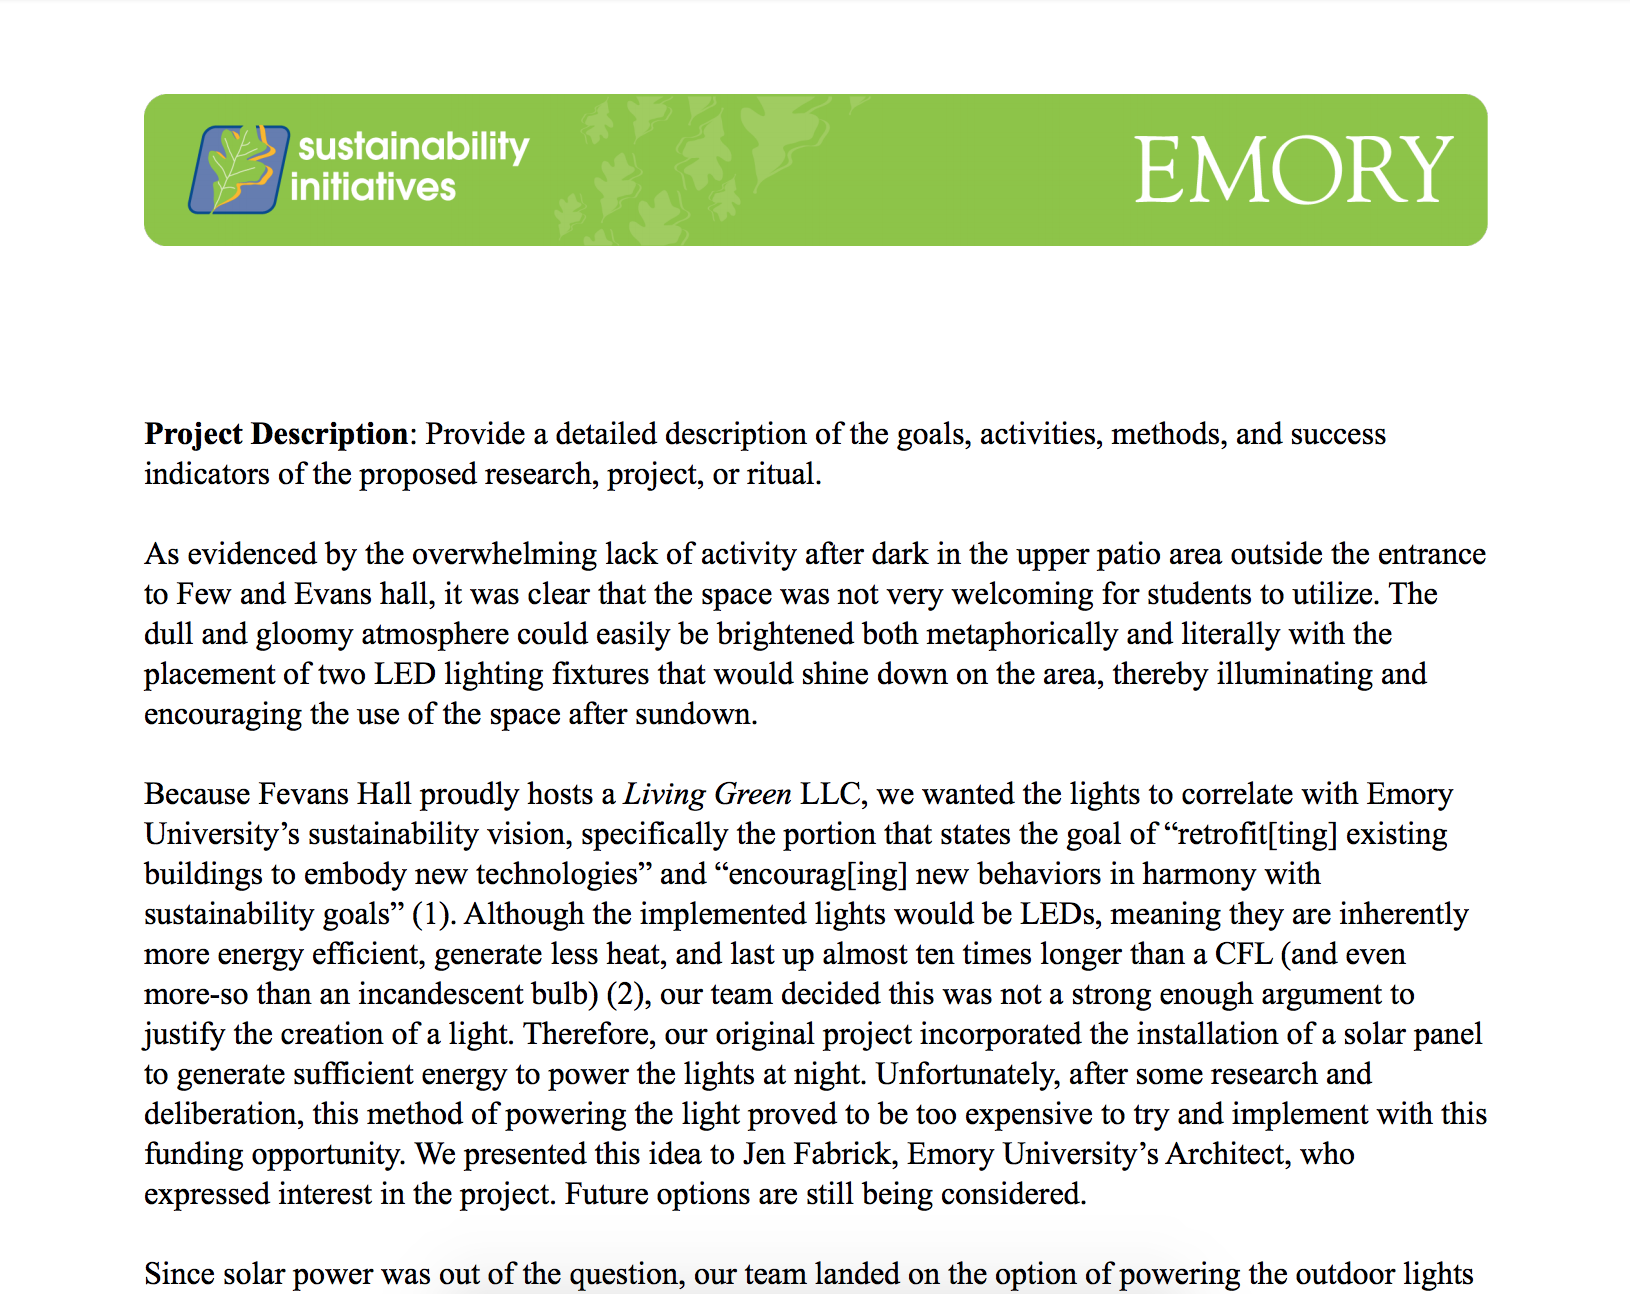 sustainability
initiatives
EMORY
Project Description: Provide a detailed description of the goals, activities, methods, and success
indicators of the proposed research, project, or ritual.
As evidenced by the overwhelming lack of activity after dark in the upper patio area outside the entrance
to Few and Evans hall, it was clear that the space was not very welcoming for students to utilize. The
dull and gloomy atmosphere could easily be brightened both metaphorically and literally with the
placement of two LED lighting fixtures that would shine down on the area, thereby illuminating and
encouraging the use of the space after sundown.
Because Fevans Hall proudly hosts a Living Green LLC, we wanted the lights to correlate with Emory
University’s sustainability vision, specifically the portion that states the goal of “retrofit[ting] existing
buildings to embody new technologies” and “encourag[ing] new behaviors in harmony with
sustainability goals” (1). Although the implemented lights would be LEDs, meaning they are inherently
more energy efficient, generate less heat, and last up almost ten times longer than a CFL (and even
more-so than an incandescent bulb) (2), our team decided this was not a strong enough argument to
justify the creation of a light. Therefore, our original project incorporated the installation of a solar panel
to generate sufficient energy to power the lights at night. Unfortunately, after some research and
deliberation, this method of powering the light proved to be too expensive to try and implement with this
funding opportunity. We presented this idea to Jen Fabrick, Emory University’s Architect, who
expressed interest in the project. Future options are still being considered.
Since solar power was out of the question, our team landed on the option of powering the outdoor lights